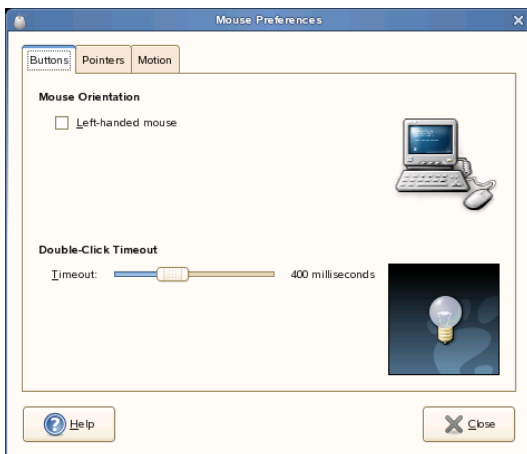 Mouse Preferences
Buttons Pointers Motion
Mouse Orientation
Left-handed mouse
Double-Click Timeout
Timeout: 400 milliseconds
Help Close